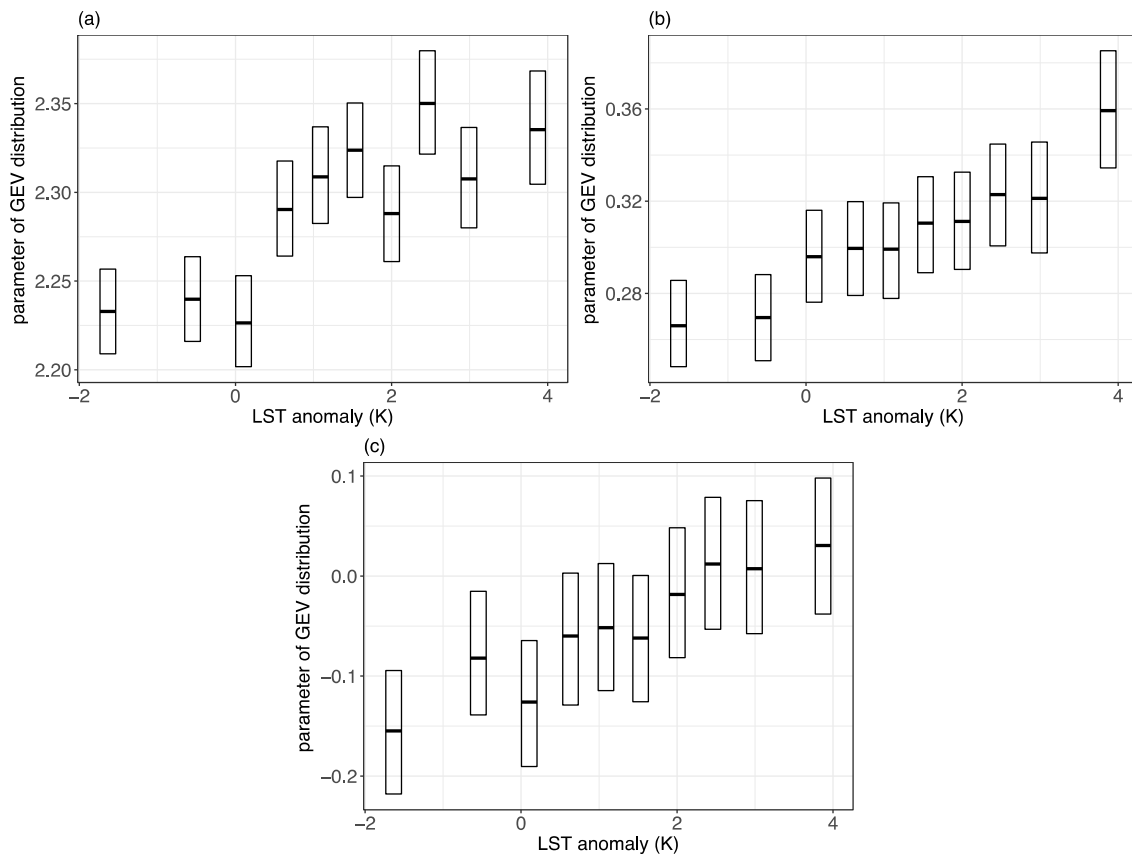 (a)
parameter of GEV distribution
2.35
2.30
2.25
2.20
−2
0
2
4
LST anomaly (K)
(b)
parameter of GEV distribution
0.36
0.32
0.28
−2
0
2
4
LST anomaly (K)
(c)
parameter of GEV distribution
0.1
0.0
−0.1
−0.2
−2
0
2
4
LST anomaly (K)